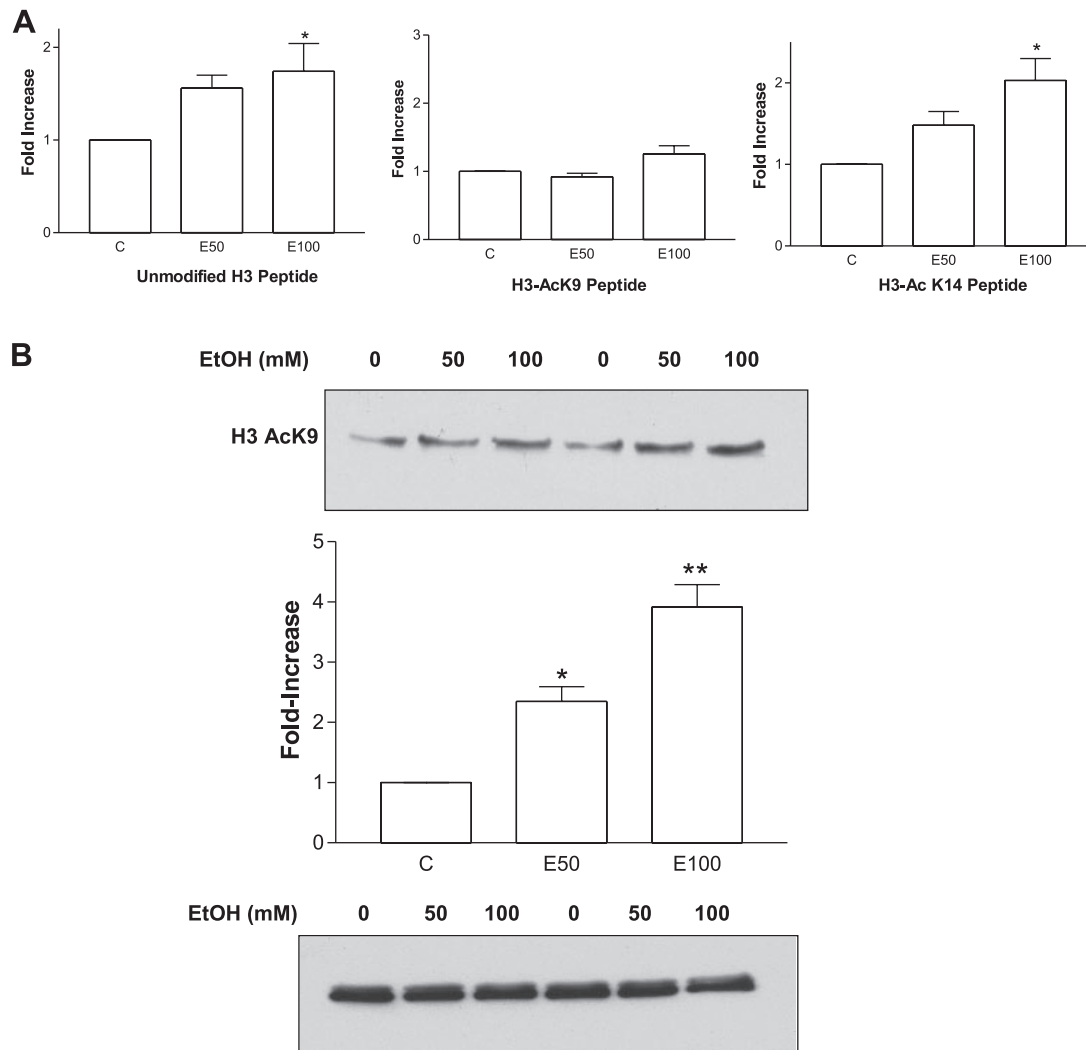 A
Fold Increase
2
1
0
*
C E50 E100
Unmodified H3 Peptide
Fold Increase
3
2
1
0
C E50 E100
H3-AcK9 Peptide
Fold Increase
2
1
0
*
C E50 E100
H3-Ac K14 Peptide
B
EtOH (mM) 0 50 100 0 50 100
H3 AcK9
Fold-Increase
5
4
3
2
1
0
*
**
C E50 E100
EtOH (mM) 0 50 100 0 50 100